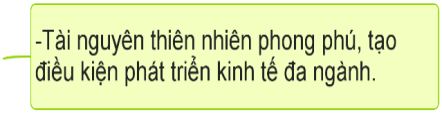 -Tài nguyên thiên nhiên phong phú, tạo
điều kiện phát triển kinh tế đa ngành.